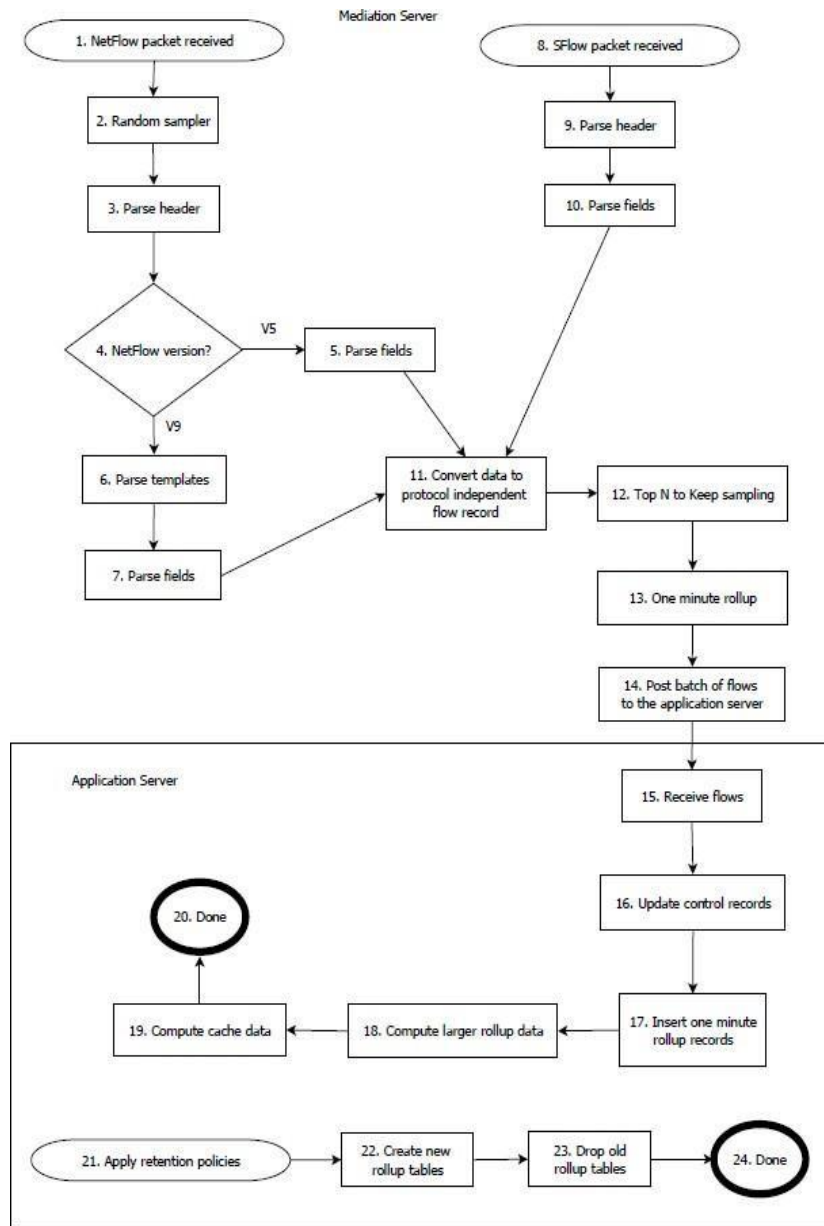 Mediation Server
1. NetFlow packet received
8. SFlow packet received
2. Random sampler
9. Parse header
3. Parse header
10. Parse fields
V5
4. NetFlow version?
5. Parse fields
V9
6. Parse templates
11. Convert data to
protocol independent
flow record
12. Top N to Keep sampling
7. Parse fields
13. One minute rollup
14. Post batch of flows
to the application server
Application Server
15. Receive flows
16. Update control records
20. Done
17. Insert one minute
rollup records
18. Compute larger rollup data
19. Compute cache data
21. Apply retention policies
22. Create new
rollup tables
23. Drop old
rollup tables
24. Done